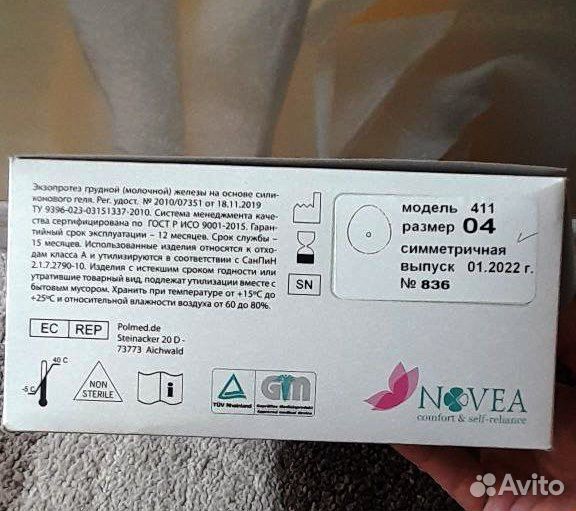 Экзопротез грудной (молочной) железы на основе сили-
конового геля. Рег. удост. № 2010/07351 от 18.11.2019
ТУ 9396-023-03151337-2010. Система менеджмента каче-
ства сертифицирована по ГОСТ Р ИСО 9001-2015. Гаран-
тийный срок эксплуатации – 12 месяцев. Срок службы –
15 месяцев. Использованные изделия относятся к отхо-
дам класса А и утилизируются в соответствии с СанПиН
2.1.7.2790-10. Изделия с истекшим сроком годности или
утратившие товарный вид, подлежат утилизации вместе с
бытовым мусором. Хранить при температуре от +15°С до
+25°С и относительной влажности воздуха от 60 до 80%.
SN
модель 411
размер 04
симметричная
выпуск 01.2022 г.
№ 836
EC REP
Polmed.de
Steinacker 20 D -
73773 Aichwald
40 C
-5 C
NON
STERILE
TÜV Rheinland
GM
NOVEA
comfort & self-reliance
Avito